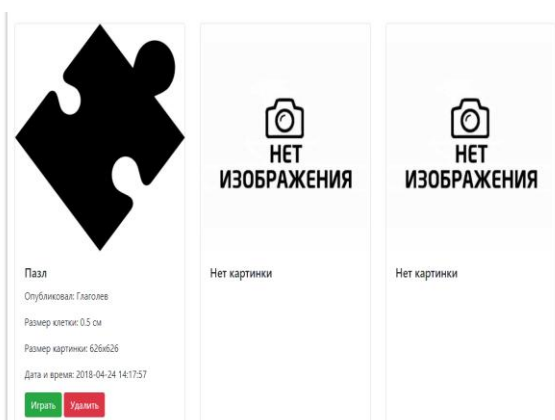 НЕТ
ИЗОБРАЖЕНИЯ
НЕТ
ИЗОБРАЖЕНИЯ
Пазл
Нет картинки
Нет картинки
Опубликовал: Глаголев
Размер клетки: 0.5 см
Размер картинки: 626x626
Дата и время: 2018-04-24 14:17:57
Играть Удалить